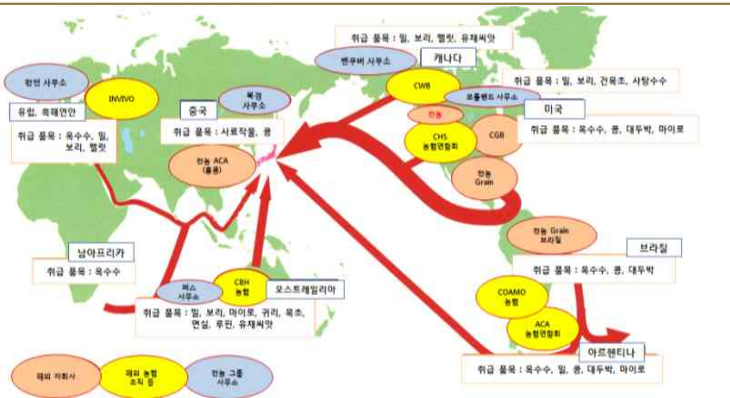 취급 품목 : 밀, 보리, 펠릿, 유채씨앗
밴쿠버 사무소
캐나다
CWB
취급 품목 : 밀, 보리, 건목초, 사탕수수
포틀랜드 사무소
미국
전농
CHS
농협연합회
CGB
취급 품목 : 옥수수, 콩, 대두박, 마이로
전농
Grain
런던 사무소
INVIVO
유럽, 흑해연안
취급 품목 : 옥수수, 밀,
보리, 펠릿
북경
사무소
중국
취급 품목 : 사료작물, 콩
전농 ACA
(홍콩)
남아프리카
취급 품목 : 옥수수
퍼스
사무소
CBH
농협
오스트레일리아
취급 품목 : 밀, 보리, 마이로, 귀리, 목초,
면실, 루핀, 유채씨앗
전농 Grain
브라질
브라질
취급 품목 : 옥수수, 콩, 대두박
COAMO
농협
ACA
농협연합회
아르헨티나
취급 품목 : 옥수수, 밀, 콩, 대두박, 마이로
해외 자회사
해외 농협
조직 등
전농 그룹
사무소